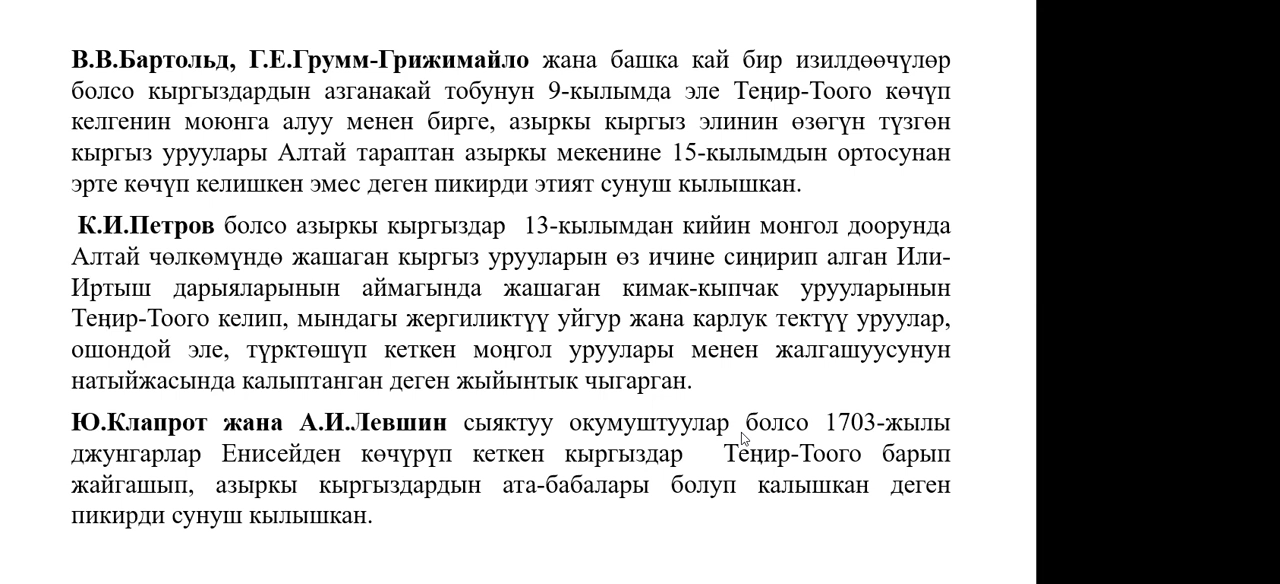 В.В.Бартольд, Г.Е.Грумм-Грижимайло жана башка кай бир изилдөөчүлөр
болсо кыргыздардын азганакай тобунун 9-кылымда эле Теңир-Тоого көчүп
келгенин моюнга алуу менен бирге, азыркы кыргыз элинин өзөгүн түзгөн
кыргыз уруулары Алтай тараптан азыркы мекенине 15-кылымдын ортосунан
эрте көчүп келишкен эмес деген пикирди этият сунуш кылышкан.
К.И.Петров болсо азыркы кыргыздар 13-кылымдан кийин монгол доорунда
Алтай чөлкөмүндө жашаган кыргыз урууларын өз ичине сиңирип алган Или-
Иртыш дарыяларынын аймагында жашаган кимак-кыпчак урууларынын
Теңир-Тоого келип, мындагы жергиликтүү уйгур жана карлук тектүү уруулар,
ошондой эле, түрктөшүп кеткен моңгол уруулары менен жалгашуусунун
натыйжасында калыптанган деген жыйынтык чыгарган.
Ю.Клапрот жана А.И.Левшин сыяктуу окумуштуулар болсо 1703-жылы
джунгарлар Енисейден көчүрүп кеткен кыргыздар Теңир-Тоого барып
жайгашып, азыркы кыргыздардын ата-бабалары болуп калышкан деген
пикирди сунуш кылышкан.